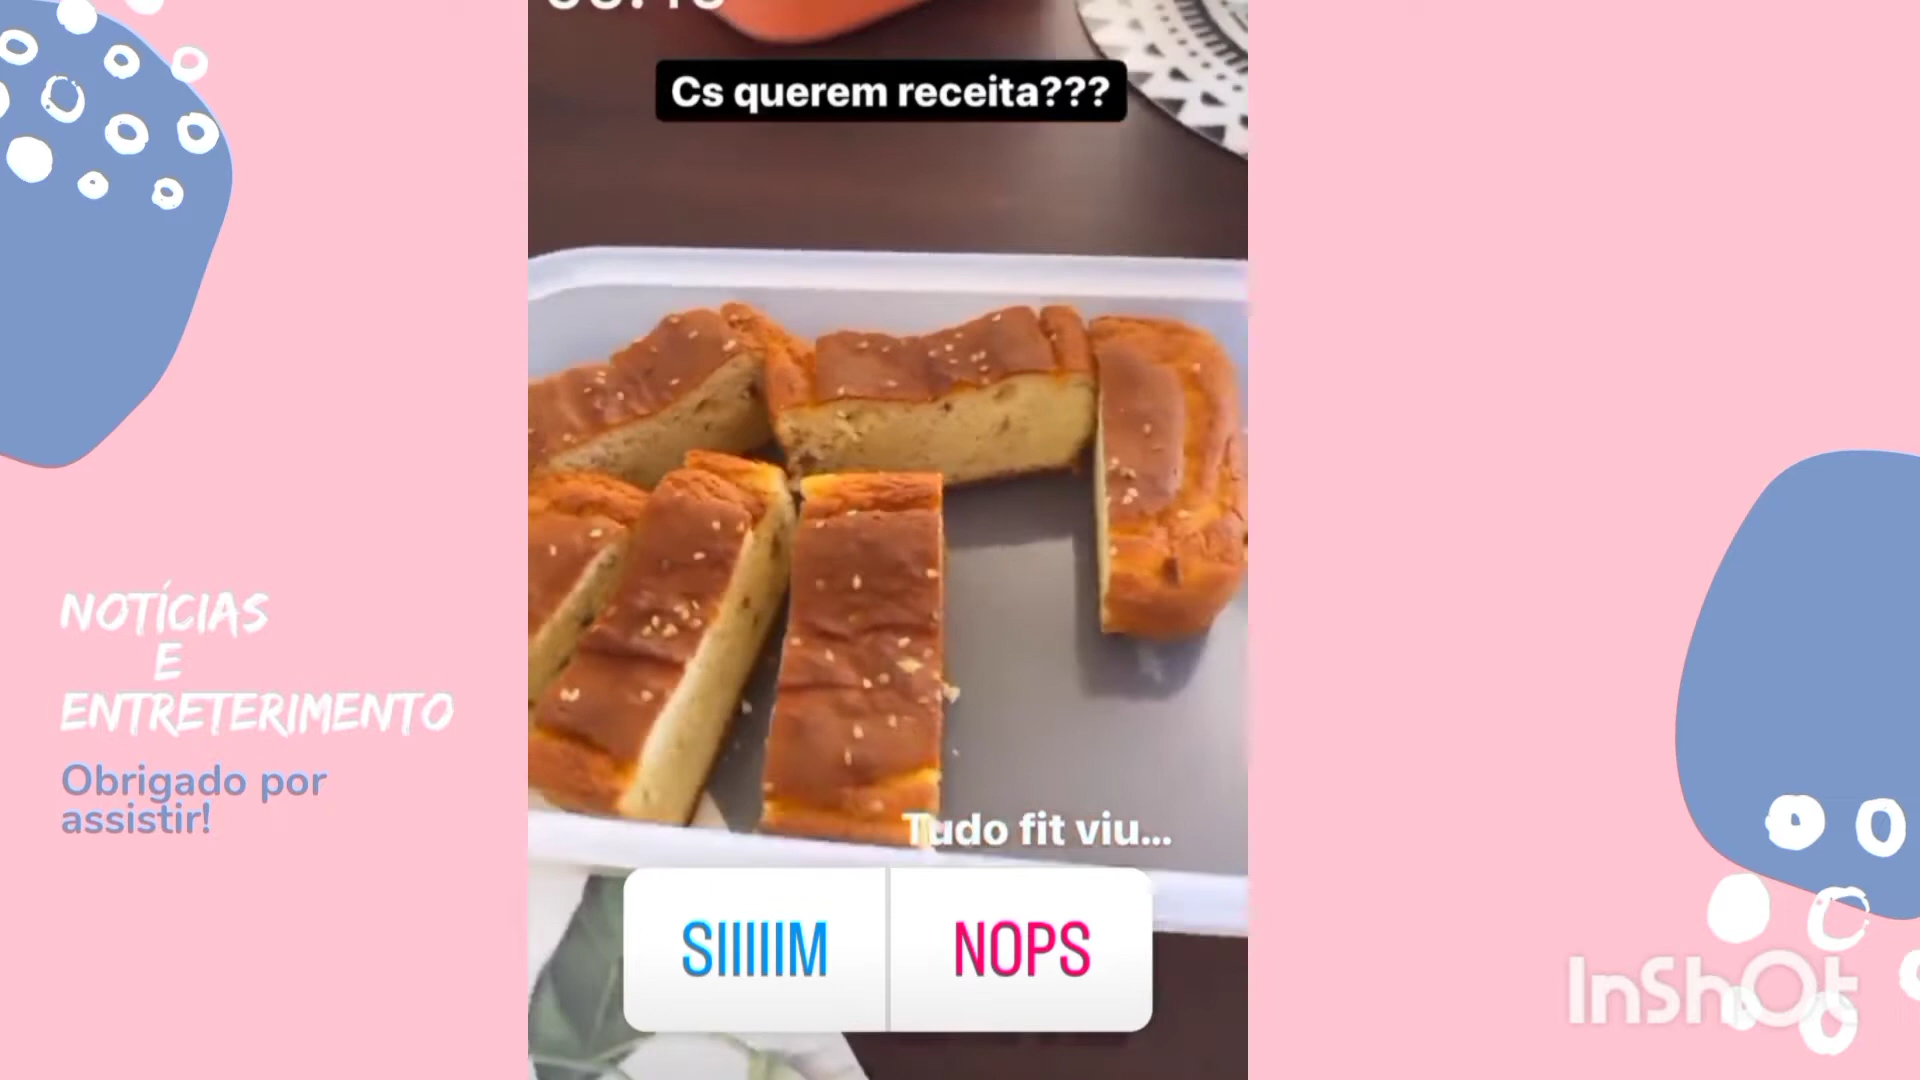 Cs querem receita???
NOTÍCIAS
E
ENTRETERIMENTO
Obrigado por
assistir!
Tudo fit viu...
SIIIIIM
NOPS
InShOt